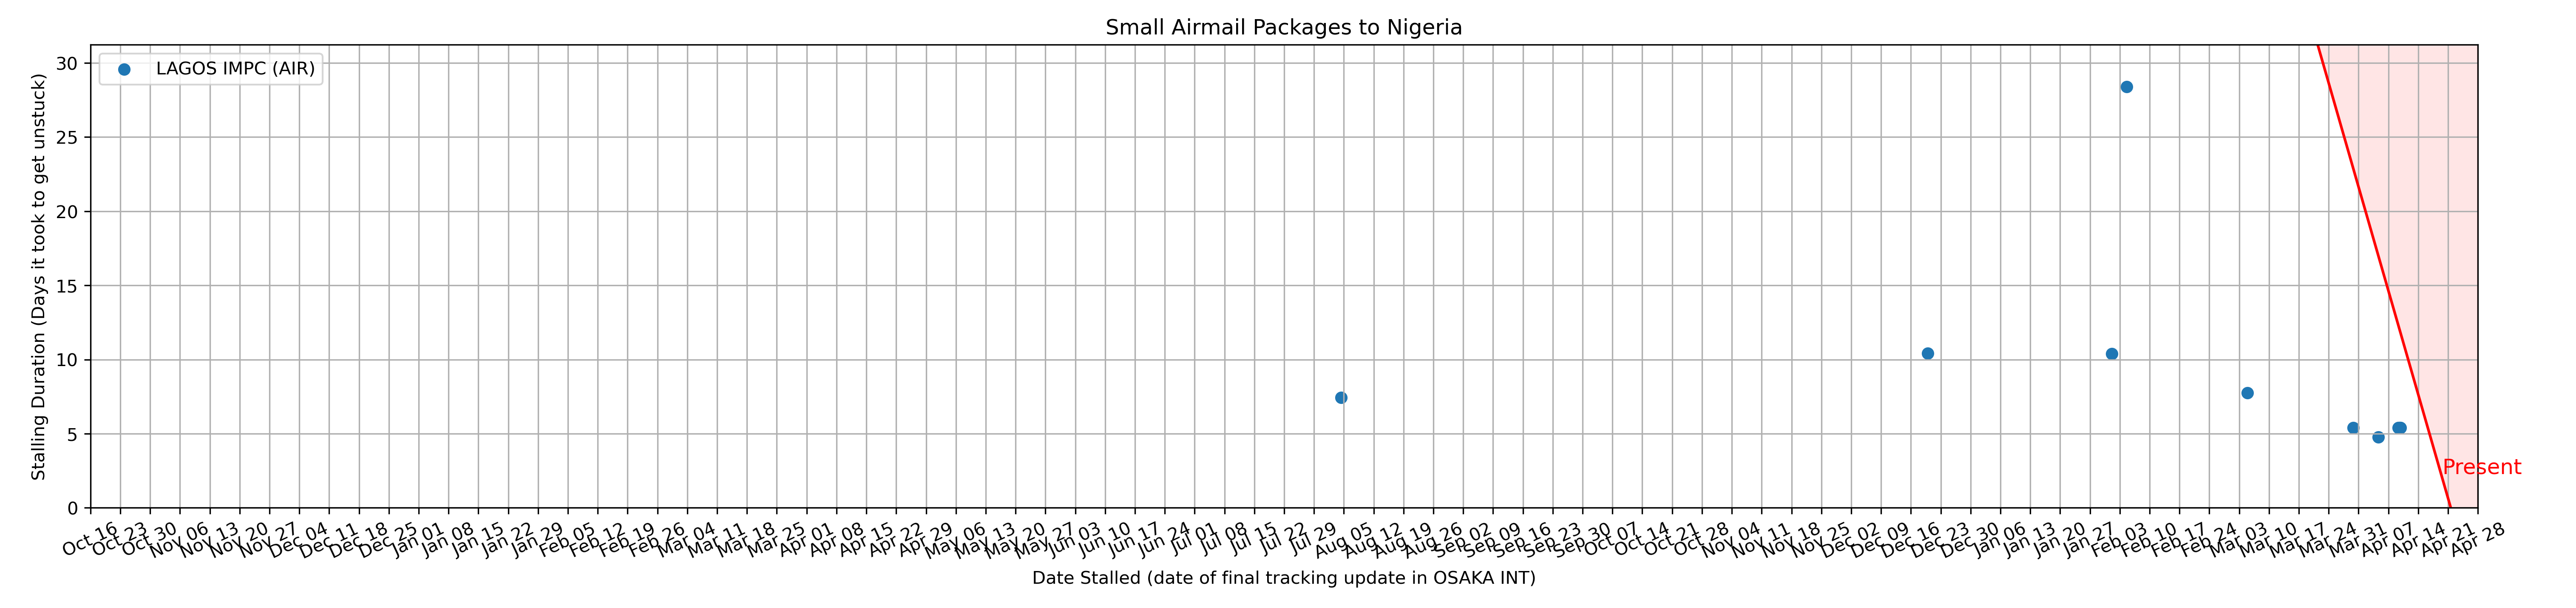 Small Airmail Packages to Nigeria
LAGOS IMPC (AIR)
Stalling Duration (Days it took to get unstuck)
30
25
20
15
10
5
0
Present
Oct 16
Oct 23
Oct 30
Nov 06
Nov 13
Nov 20
Nov 27
Dec 04
Dec 11
Dec 18
Dec 25
Jan 01
Jan 08
Jan 15
Jan 22
Jan 29
Feb 05
Feb 12
Feb 19
Feb 26
Mar 04
Mar 11
Mar 18
Mar 25
Apr 01
Apr 08
Apr 15
Apr 22
Apr 29
May 06
May 13
May 20
May 27
Jun 03
Jun 10
Jun 17
Jun 24
Jul 01
Jul 08
Jul 15
Jul 22
Jul 29
Aug 05
Aug 12
Aug 19
Aug 26
Sep 02
Sep 09
Sep 16
Sep 23
Sep 30
Oct 07
Oct 14
Oct 21
Oct 28
Nov 04
Nov 11
Nov 18
Nov 25
Dec 02
Dec 09
Dec 16
Dec 23
Dec 30
Jan 06
Jan 13
Jan 20
Jan 27
Feb 03
Feb 10
Feb 17
Feb 24
Mar 03
Mar 10
Mar 17
Mar 24
Mar 31
Apr 07
Apr 14
Apr 21
Apr 28
Date Stalled (date of final tracking update in OSAKA INT)